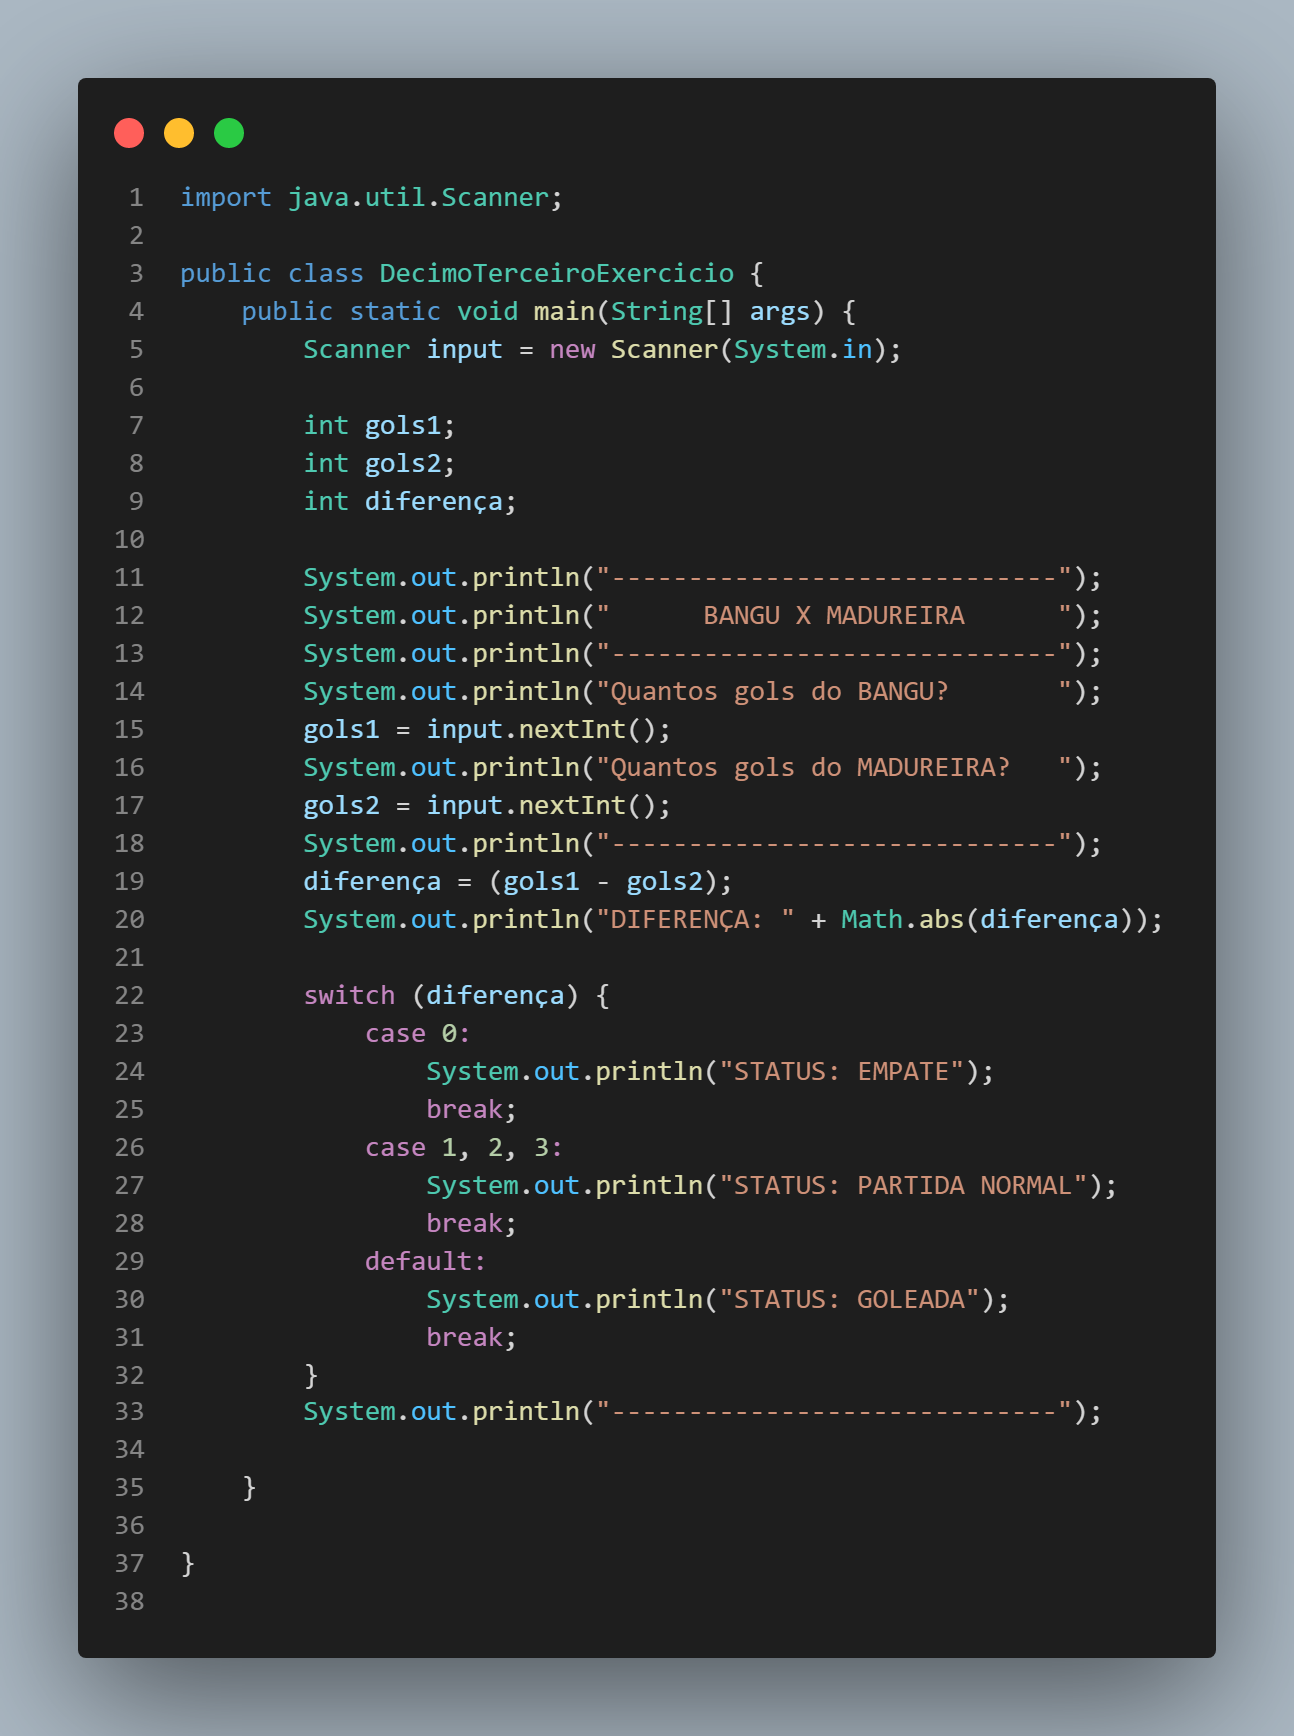 1 import java.util.Scanner;
2
3 public class DecimoTerceiroExercicio {
4     public static void main(String[] args) {
5         Scanner input = new Scanner(System.in);
6
7         int gols1;
8         int gols2;
9         int diferença;
10
11         System.out.println("-----------------------------");
12         System.out.println("      BANGU X MADUREIRA      ");
13         System.out.println("-----------------------------");
14         System.out.println("Quantos gols do BANGU?       ");
15         gols1 = input.nextInt();
16         System.out.println("Quantos gols do MADUREIRA?   ");
17         gols2 = input.nextInt();
18         System.out.println("-----------------------------");
19         diferença = (gols1 - gols2);
20         System.out.println("DIFERENÇA: " + Math.abs(diferença));
21
22         switch (diferença) {
23             case 0:
24                 System.out.println("STATUS: EMPATE");
25                 break;
26             case 1, 2, 3:
27                 System.out.println("STATUS: PARTIDA NORMAL");
28                 break;
29             default:
30                 System.out.println("STATUS: GOLEADA");
31                 break;
32         }
33         System.out.println("-----------------------------");
34
35     }
36
37 }
38